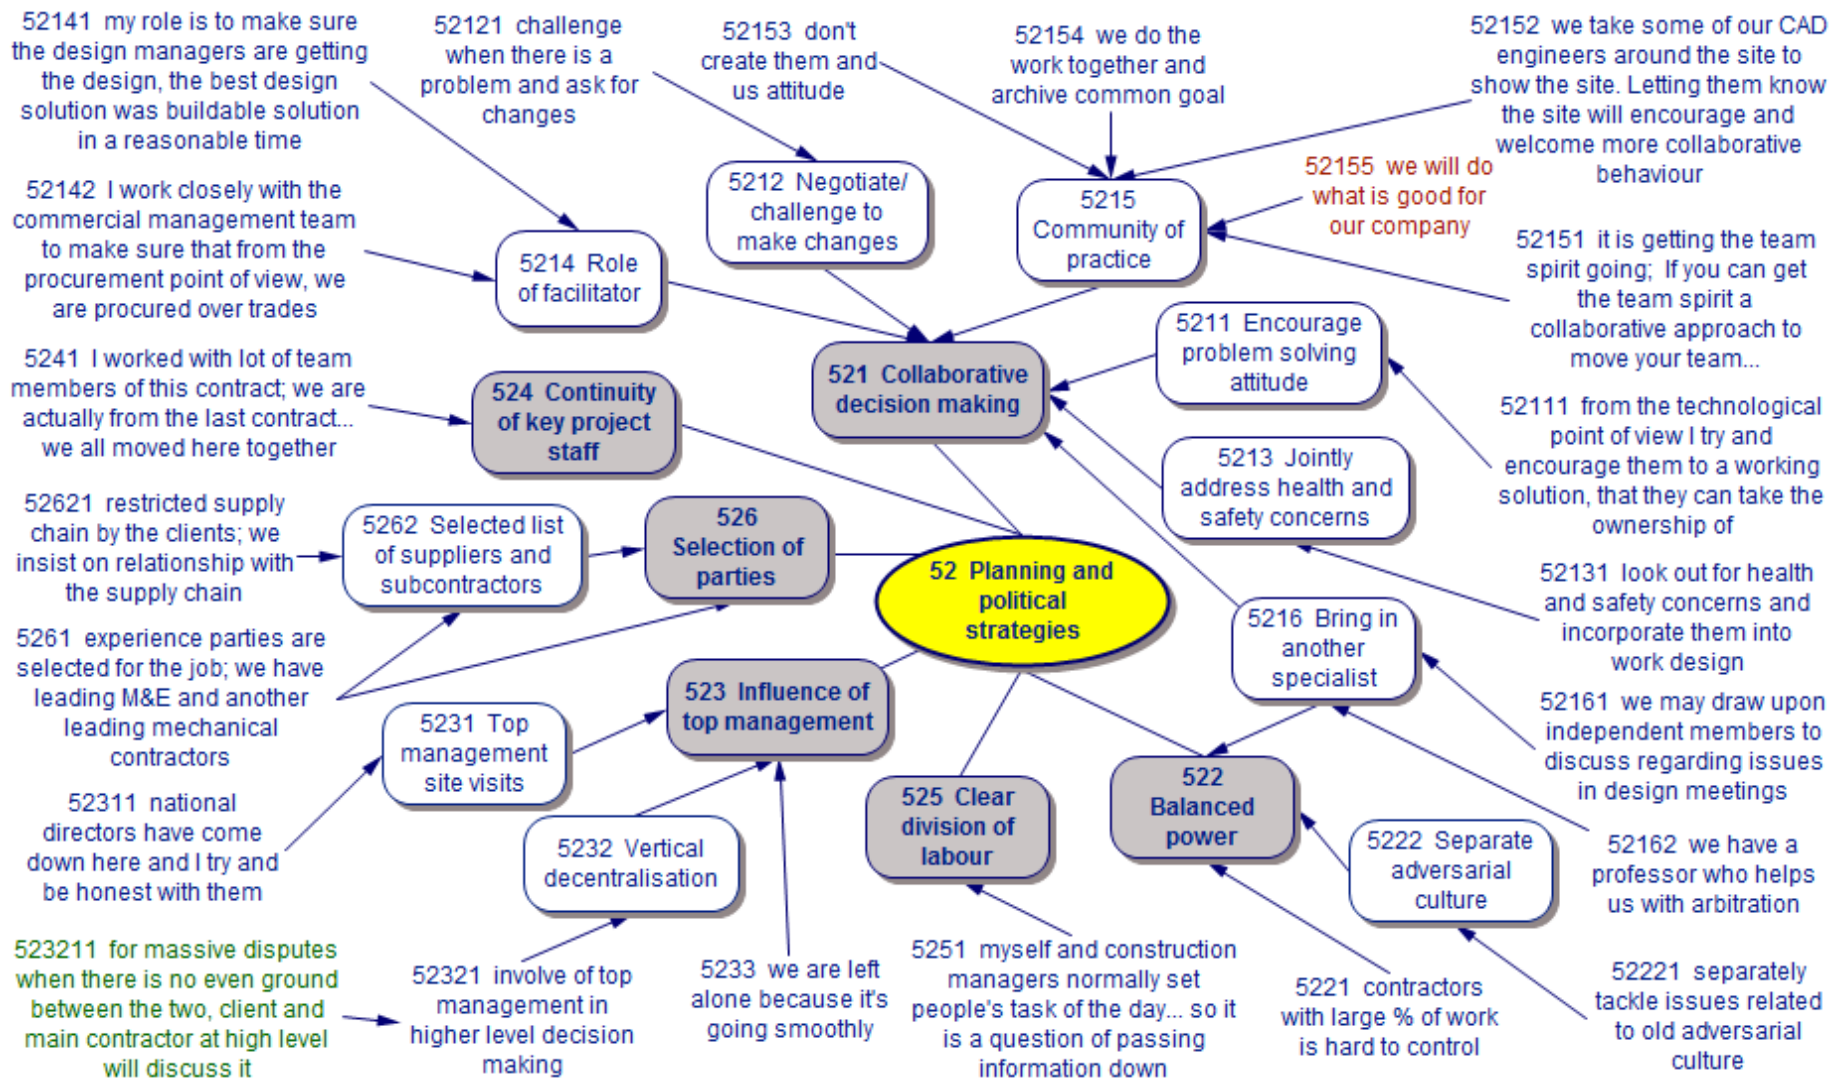 52141 my role is to make sure
the design managers are getting
the design, the best design
solution was buildable solution
in a reasonable time
52121 challenge
when there is a
problem and ask for
changes
52153 don't
create them and
us attitude
52154 we do the
work together and
archive common goal
52152 we take some of our CAD
engineers around the site to
show the site. Letting them know
the site will encourage and
welcome more collaborative
behaviour
52155 we will do
what is good for
our company
52142 I work closely with the
commercial management team
to make sure that from the
procurement point of view, we
are procured over trades
5214 Role
of facilitator
5212 Negotiate/
challenge to
make changes
5215
Community of
practice
52151 it is getting the team
spirit going; If you can get
the team spirit a
collaborative approach to
move your team...
5241 I worked with lot of team
members of this contract; we are
actually from the last contract...
we all moved here together
524 Continuity
of key project
staff
521 Collaborative
decision making
5211 Encourage
problem solving
attitude
52111 from the technological
point of view I try and
encourage them to a working
solution, that they can take the
ownership of
5213 Jointly
address health and
safety concerns
52621 restricted supply
chain by the clients; we
insist on relationship with
the supply chain
5262 Selected list
of suppliers and
subcontractors
526
Selection of
parties
52 Planning and
political
strategies
52131 look out for health
and safety concerns and
incorporate them into
work design
5216 Bring in
another
specialist
5261 experience parties are
selected for the job; we have
leading M&E and another
leading mechanical
contractors
523 Influence of
top management
5231 Top
management
site visits
52161 we may draw upon
independent members to
discuss regarding issues
in design meetings
52311 national
directors have come
down here and I try and
be honest with them
5232 Vertical
decentralisation
525 Clear
division of
labour
522
Balanced
power
5222 Separate
adversarial
culture
52162 we have a
professor who helps
us with arbitration
523211 for massive disputes
when there is no even ground
between the two, client and
main contractor at high level
will discuss it
52321 involve of top
management in
higher level decision
making
5233 we are left
alone because it's
going smoothly
5251 myself and construction
managers normally set
people's task of the day... so it
is a question of passing
information down
5221 contractors
with large % of work
is hard to control
52221 separately
tackle issues related
to old adversarial
culture